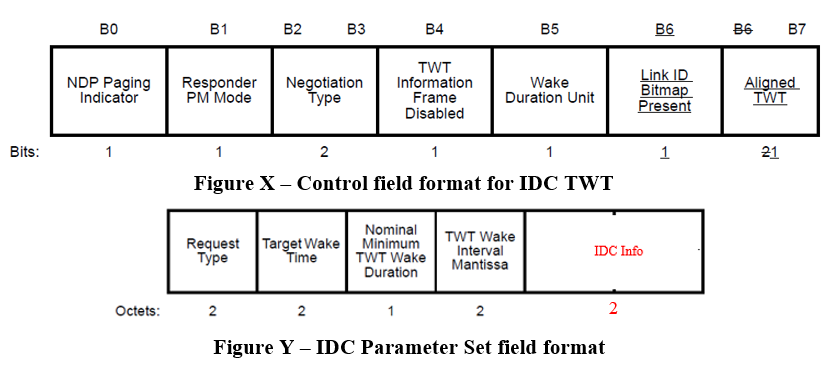 B0 B1 B2 B3 B4 B5 B6 B6 B7
NDP Paging
Indicator
Responder
PM Mode
Negotiation
Type
TWT
Information
Frame
Disabled
Wake
Duration Unit
Link ID
Bitmap
Present
Aligned
TWT
Bits: 1 1 2 1 1 1 21
Figure X – Control field format for IDC TWT
Request
Type
Target Wake
Time
Nominal
Minimum
TWT Wake
Duration
TWT Wake
Interval
Mantissa
IDC Info
Octets: 2 2 1 2 2
Figure Y – IDC Parameter Set field format